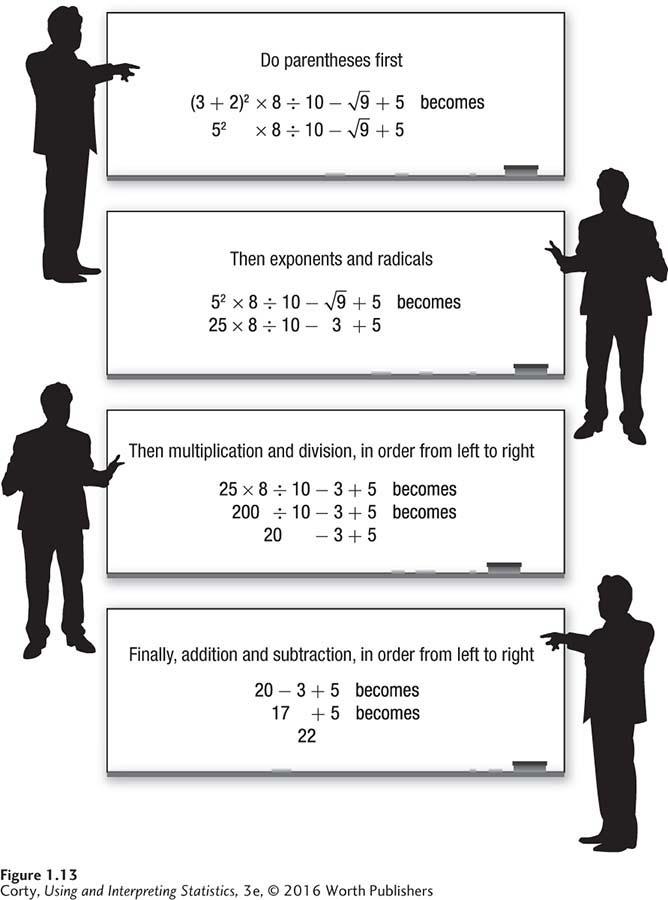 Do parentheses first
(3 + 2)² × 8 ÷ 10 − √9 + 5 becomes
5² × 8 ÷ 10 − √9 + 5
Then exponents and radicals
5² × 8 ÷ 10 − √9 + 5 becomes
25 × 8 ÷ 10 − 3 + 5
Then multiplication and division, in order from left to right
25 × 8 ÷ 10 − 3 + 5 becomes
200 ÷ 10 − 3 + 5 becomes
20 − 3 + 5
Finally, addition and subtraction, in order from left to right
20 − 3 + 5 becomes
17 + 5 becomes
22
Figure 1.13
Corty, Using and Interpreting Statistics, 3e, © 2016 Worth Publishers